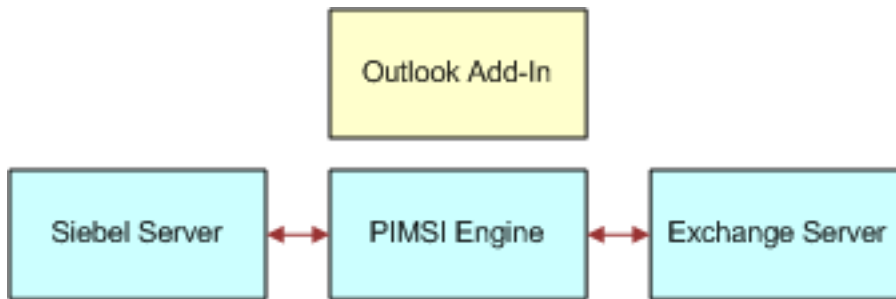 Outlook Add-In
Siebel Server
PIMSI Engine
Exchange Server